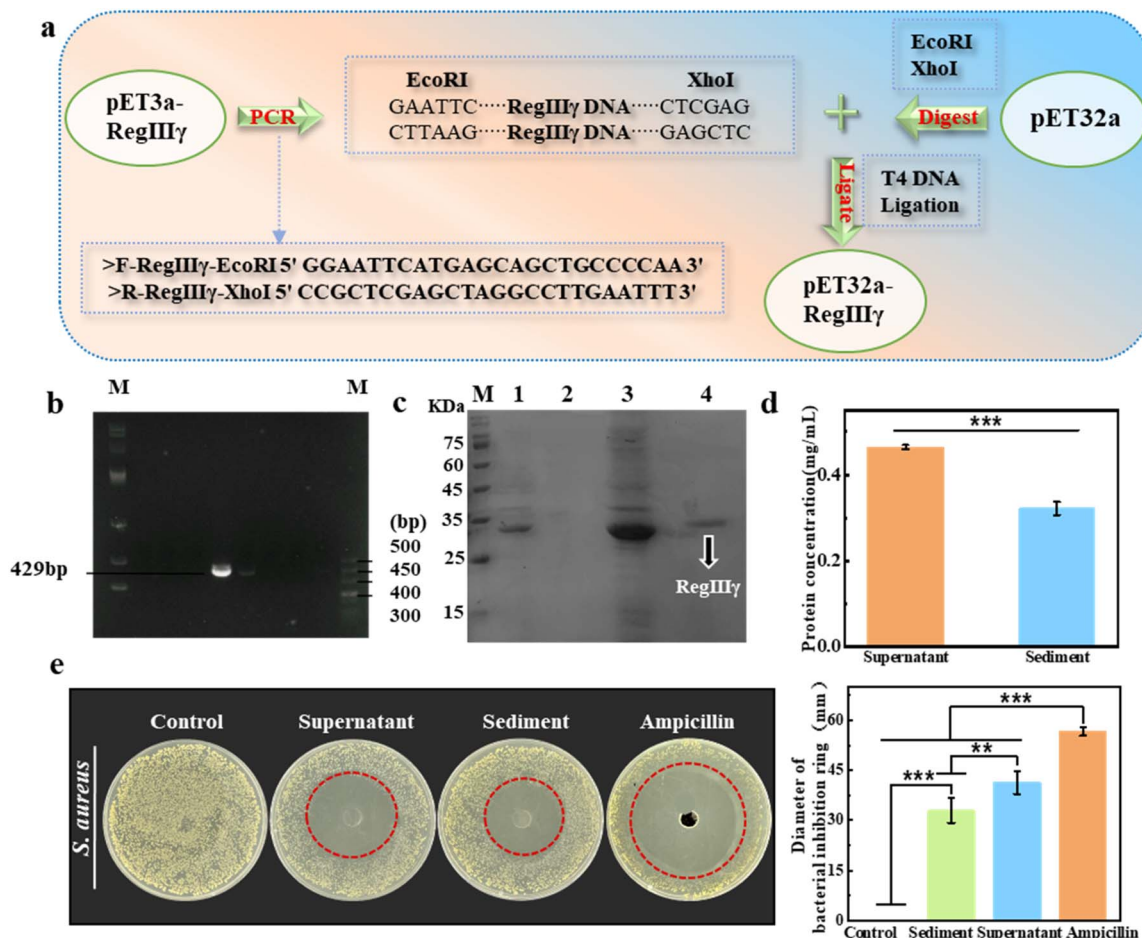 a
pET3a-
RegIIIγ
PCR
EcoRI XhoI
GAATTC·····RegIIIγ DNA·····CTCGAG
CTTAAG·····RegIIIγ DNA·····GAGCTC
+
EcoRI
XhoI
Digest
pET32a
Ligate
T4 DNA
Ligation
>F-RegIIIγ-EcoRI 5' GGAATTCATGAGCAGCTGCCCCAA 3'
>R-RegIIIγ-XhoI 5' CCGCTCGAGCTAGGCCTTGAATTT 3'
pET32a-
RegIIIγ
b
M M
429bp
(bp)
500
450
400
300
c
KDa M 1 2 3 4
75
60
45
35
25
15
RegIIIγ
d
Protein concentration(mg/mL)
0.4
0.2
0.0
***
Supernatant Sediment
e
S. aureus
Control Supernatant Sediment Ampicillin
Diameter of
bacterial inhibition ring (mm)
60
45
30
15
0
***
**
***
Control Sediment Supernatant Ampicillin